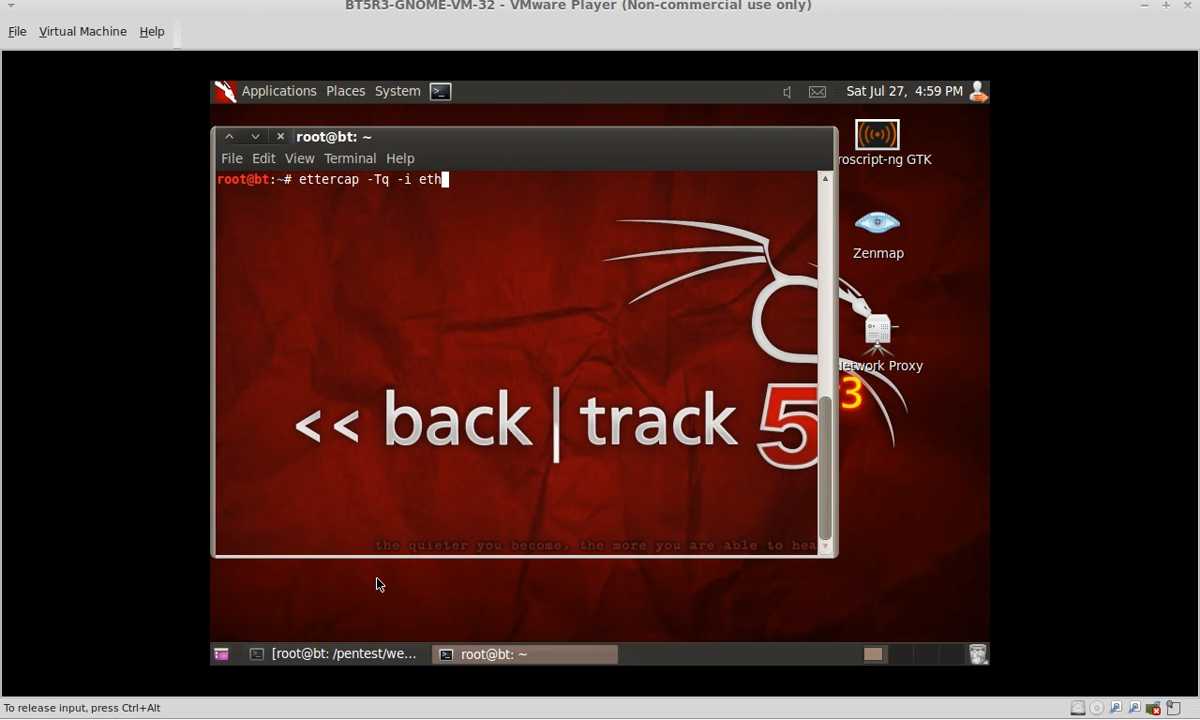 BT5R3-GNOME-VM-32 - VMware Player (Non-commercial use only)
File Virtual Machine Help
Applications Places System Sat Jul 27, 4:59 PM
root@bt: ~
File Edit View Terminal Help
root@bt:~# ettercap -Tq -i eth
roscript-ng GTK
Zenmap
Network Proxy
<< back | track 5
3
the quieter you become, the more you are able to hea
[root@bt: /pentest/we... root@bt: ~
To release input, press Ctrl+Alt